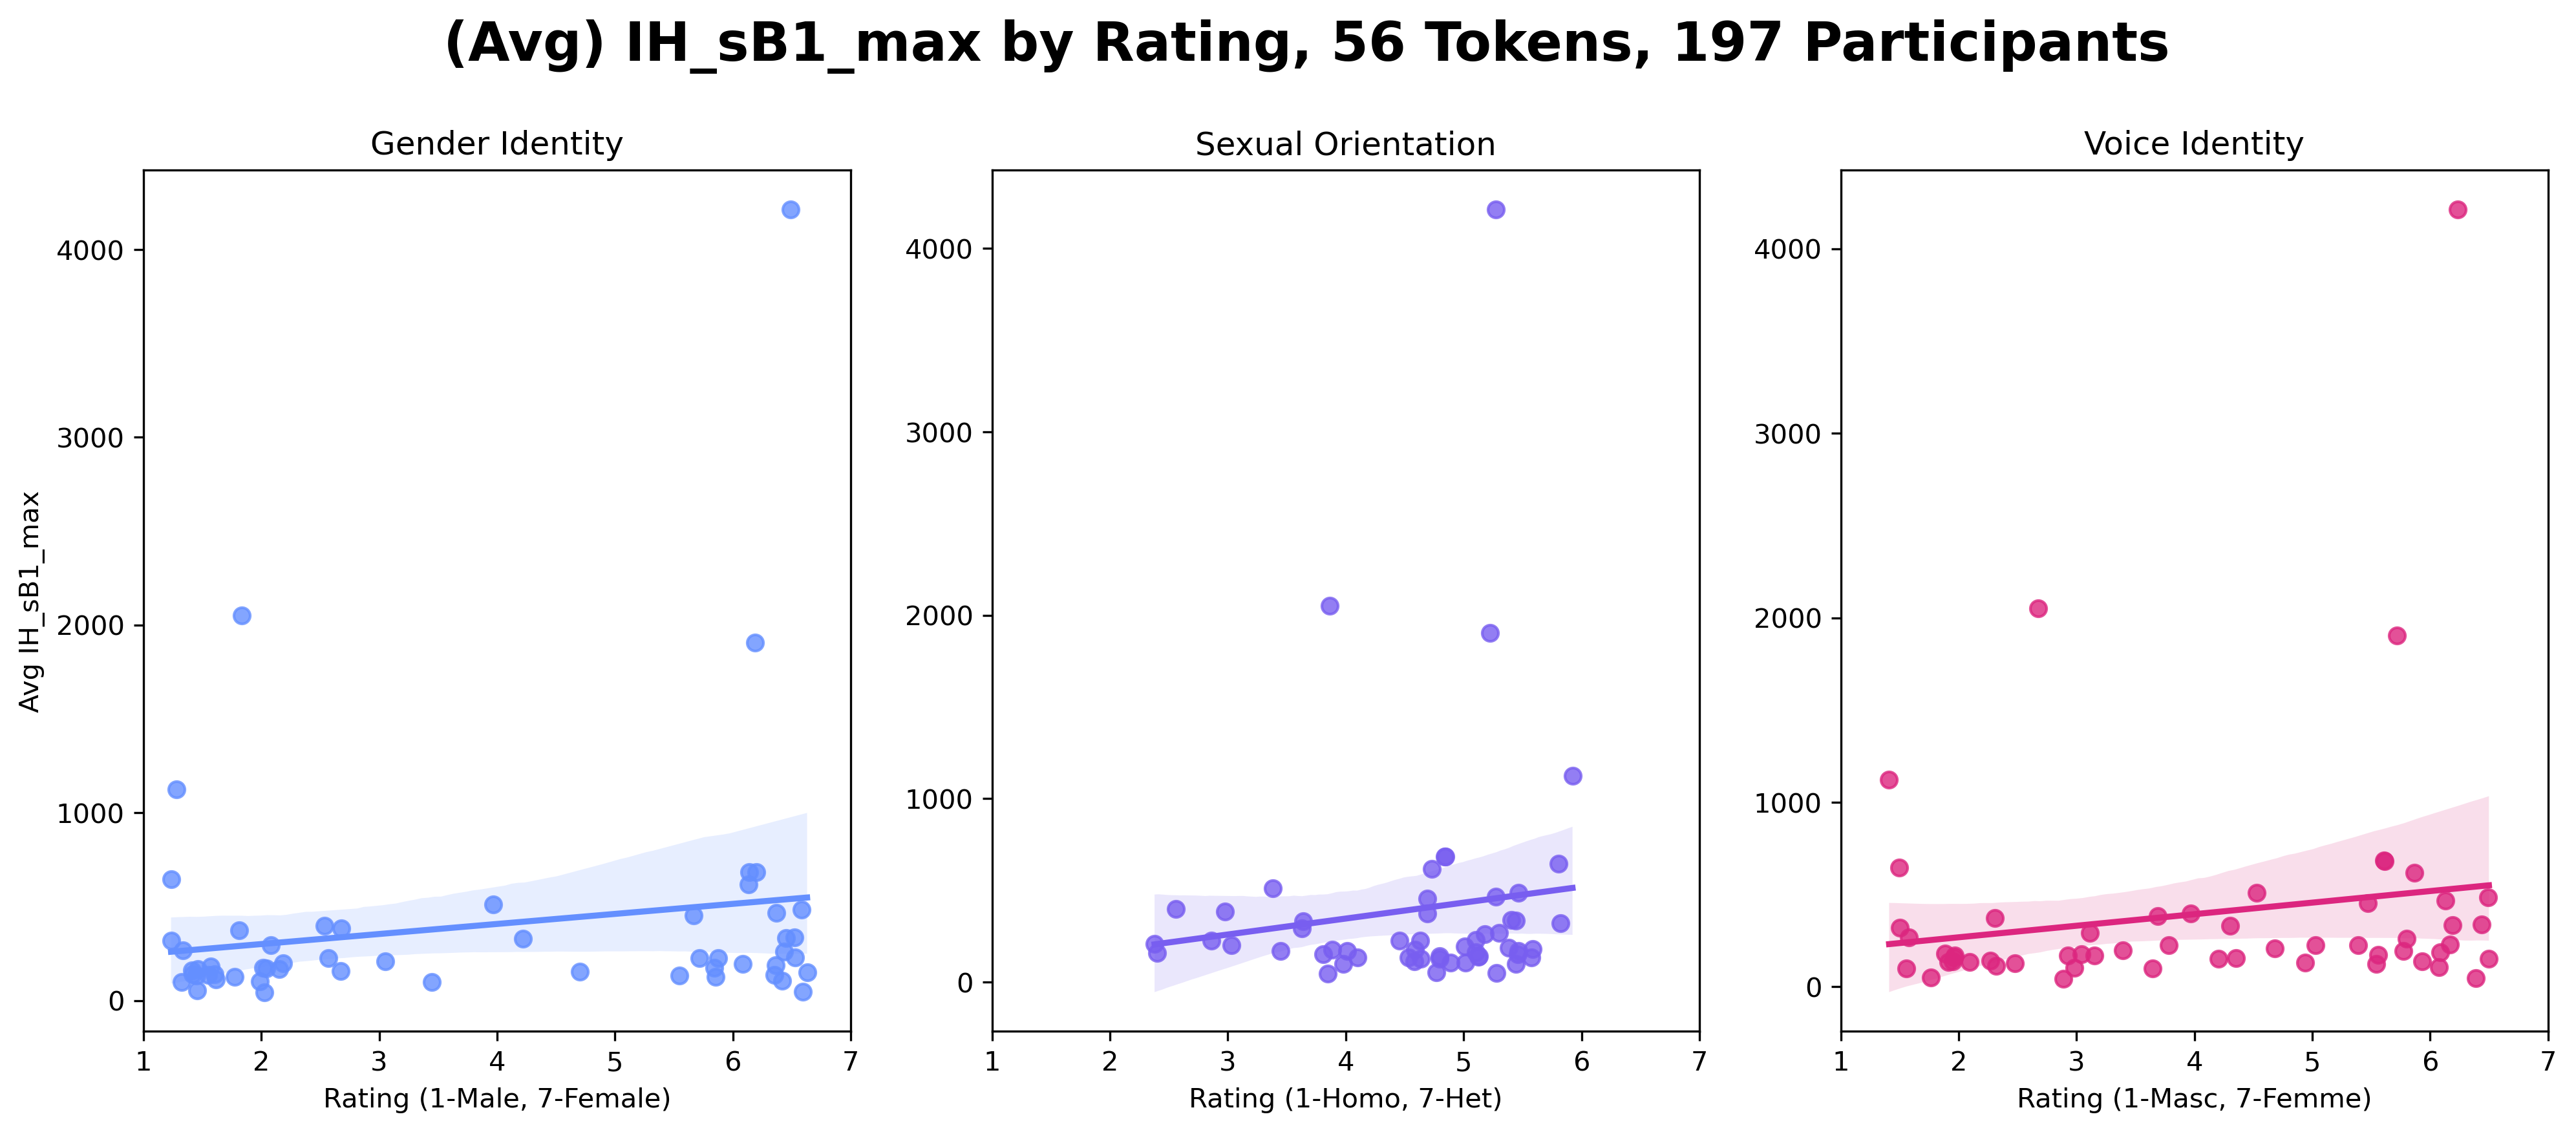 (Avg) IH_sB1_max by Rating, 56 Tokens, 197 Participants
Gender Identity
Sexual Orientation
Voice Identity
Avg IH_sB1_max
4000
3000
2000
1000
0
1 2 3 4 5 6 7
Rating (1-Male, 7-Female)
4000
3000
2000
1000
0
1 2 3 4 5 6 7
Rating (1-Homo, 7-Het)
4000
3000
2000
1000
0
1 2 3 4 5 6 7
Rating (1-Masc, 7-Femme)